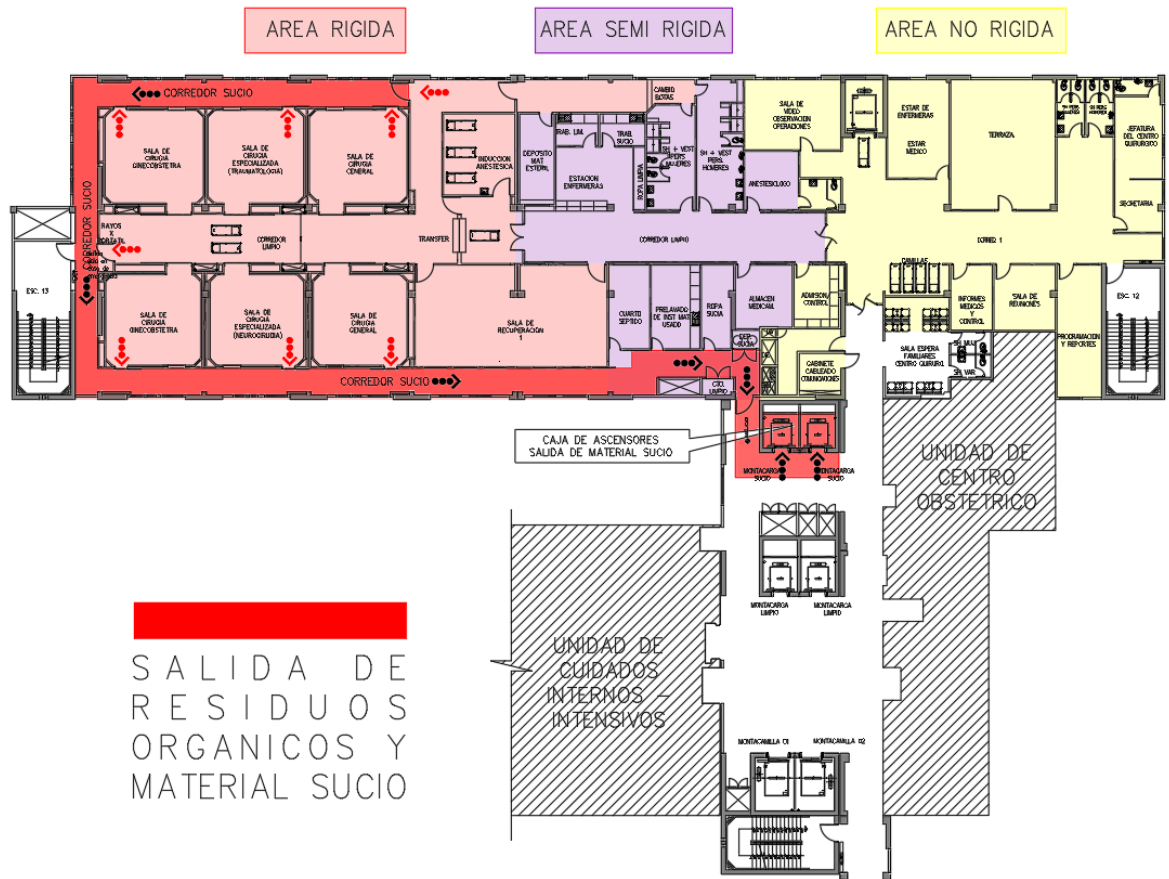 AREA RIGIDA
AREA SEMI RIGIDA
AREA NO RIGIDA
CORREDOR SUCIO
CAMBIO
BOTAS
SALA DE
VIDEO
OBSERVACION
OPERACIONES
ESTAR DE
ENFERMERAS
ESTAR
MEDICO
TERRAZA
JEFATURA
DEL CENTRO
QUIRURGICO
SECRETARIA
SALA DE
CIRUGIA
GINECOBSTETRA
SALA DE
CIRUGIA
ESPECIALIZADA
(TRAUMATOLOGIA)
SALA DE
CIRUGIA
GENERAL
INDUCCION
ANESTESICA
DEPOSITO
MAT
ESTERIL
TRAB. LIM.
TRAB.
SUCIO
ESTACION
ENFERMERAS
ROPA LIMPIA
SH + VEST
PERS.
MUJERES
SH + VEST
PERS.
HOMBRES
ANESTESIOLOGO
CORREDOR SUCIO
RAYOS
X
CORREDOR
LIMPIO
TRANSFER
CORREDOR LIMPIO
ESC. 13
CORREDOR SUCIO
SALA DE
CIRUGIA
GINECOBSTETRA
SALA DE
CIRUGIA
ESPECIALIZADA
SALA DE
CIRUGIA
GENERAL
SALA DE
RECUPERACION
1
CUARTO
SEPTICO
PRELAVADO
DE INST MAT.
USADO
ROPA
SUCIA
ALMACEN
MEDICAM.
ADMISION/
CONTROL
CAMILLAS
INFORMES
MEDICOS
Y
CONTROL
SALA DE
REUNIONES
PROGRAMACION
Y REPORTES
ESC. 12
SALA ESPERA
FAMILIARES
SH. VAR
CABINETE
CABLEADO
COMUNICACIONES
CORREDOR SUCIO
CTO.
LIMPIO
CAJA DE ASCENSORES
SALIDA DE MATERIAL SUCIO
MONTACARGA
SUCIO
MONTACARGA
SUCIO
UNIDAD DE
CENTRO
OBSTETRICO
MONTACARGA
LIMPIO
MONTACARGA
LIMPIO
UNIDAD DE
CUIDADOS
INTERNOS –
INTENSIVOS
SALIDA DE
RESIDUOS
ORGANICOS Y
MATERIAL SUCIO
MONTACAMILLA 01
MONTACAMILLA 02